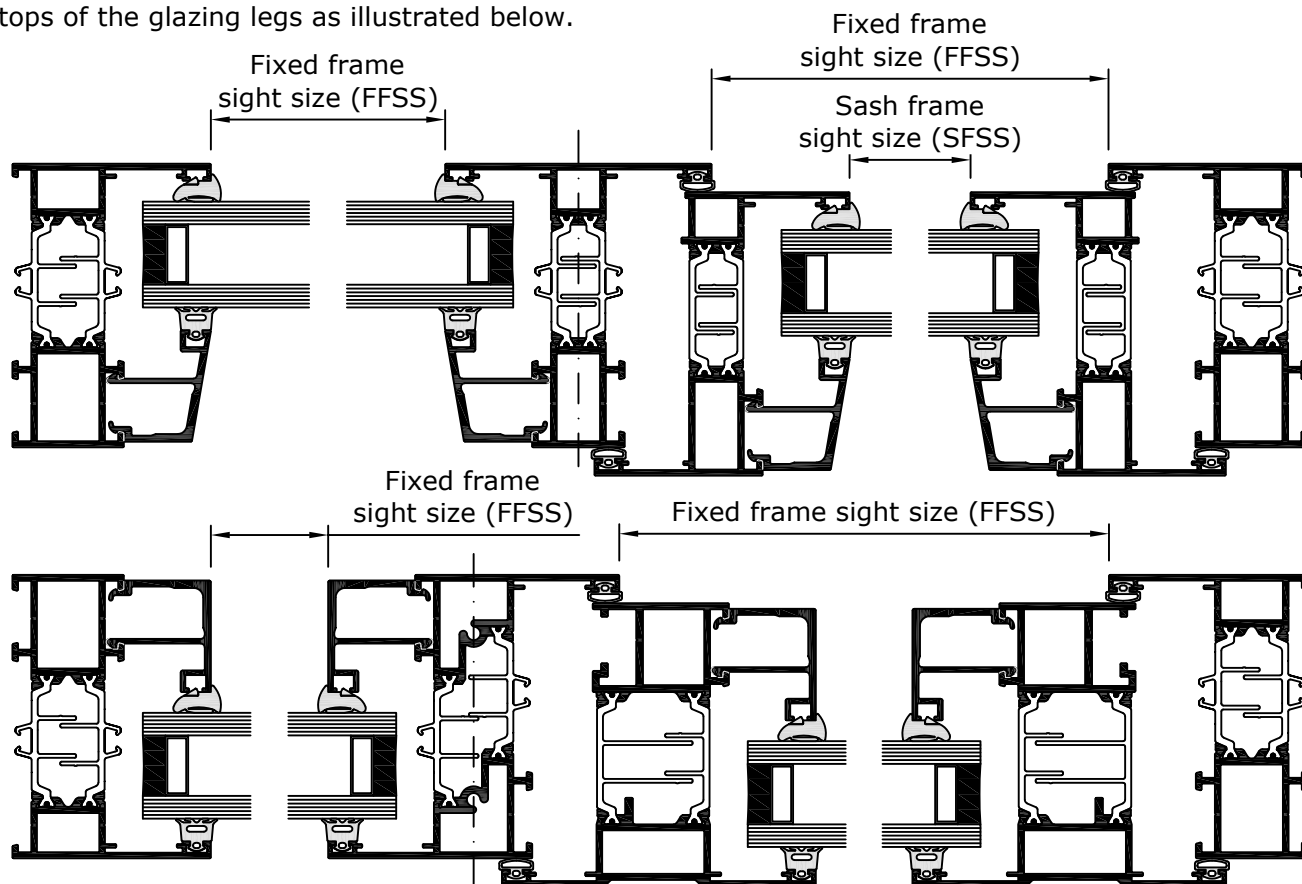 tops of the glazing legs as illustrated below.
Fixed frame
sight size (FFSS)
Fixed frame
sight size (FFSS)
Sash frame
sight size (SFSS)
Fixed frame
sight size (FFSS)
Fixed frame sight size (FFSS)